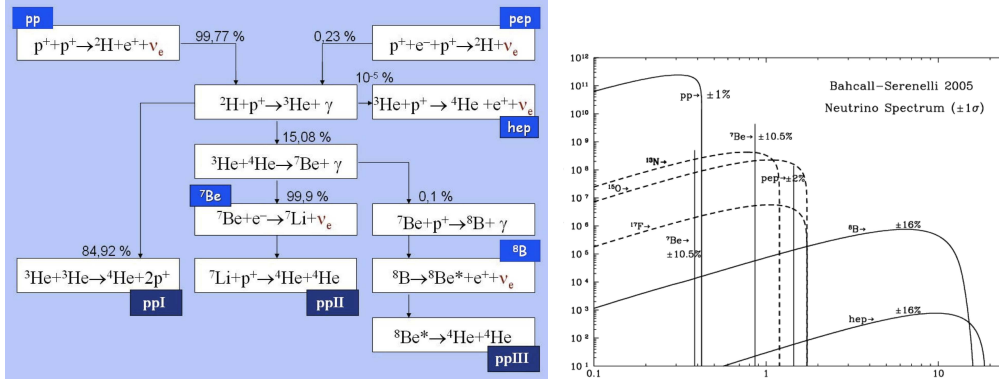 pp
pep
p⁺+p⁺→²H+e⁺+νₑ
99,77 %
0,23 %
p⁺+e⁻+p⁺→²H+νₑ
10⁻⁵ %
²H+p⁺→³He+ γ
³He+p⁺→ ⁴He +e⁺+νₑ
hep
15,08 %
³He+⁴He→⁷Be+ γ
⁷Be
99,9 %
0,1 %
⁷Be+e⁻→⁷Li+νₑ
⁷Be+p⁺→⁸B+ γ
84,92 %
⁸B
³He+³He→⁴He+2p⁺
⁷Li+p⁺→⁴He+⁴He
⁸B→⁸Be*+e⁺+νₑ
ppI
ppII
⁸Be*→⁴He+⁴He
ppIII
10¹²
10¹¹
10¹⁰
10⁹
10⁸
10⁷
10⁶
10⁵
10⁴
10³
10²
10¹
Bahcall-Serenelli 2005
Neutrino Spectrum (±1σ)
pp→ ±1%
⁷Be→ ±10.5%
¹³N→
¹⁵O→
pep→±2%
¹⁷F→
⁷Be→
±10.5%
⁸B→ ±16%
hep→ ±16%
0.1
1
10